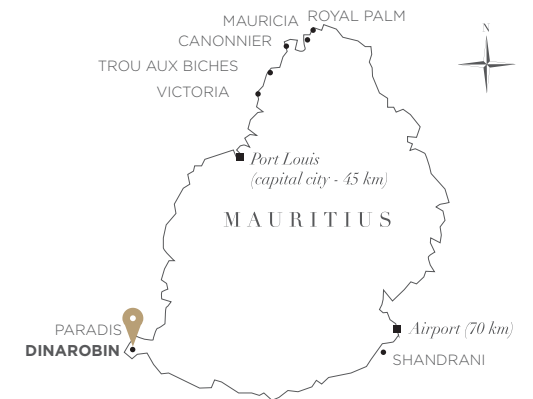 ROYAL PALM
MAURICIA
N
CANONNIER
TROU AUX BICHES
VICTORIA
Port Louis
(capital city - 45 km)
MAURITIUS
Airport (70 km)
PARADIS
DINAROBIN
SHANDRANI